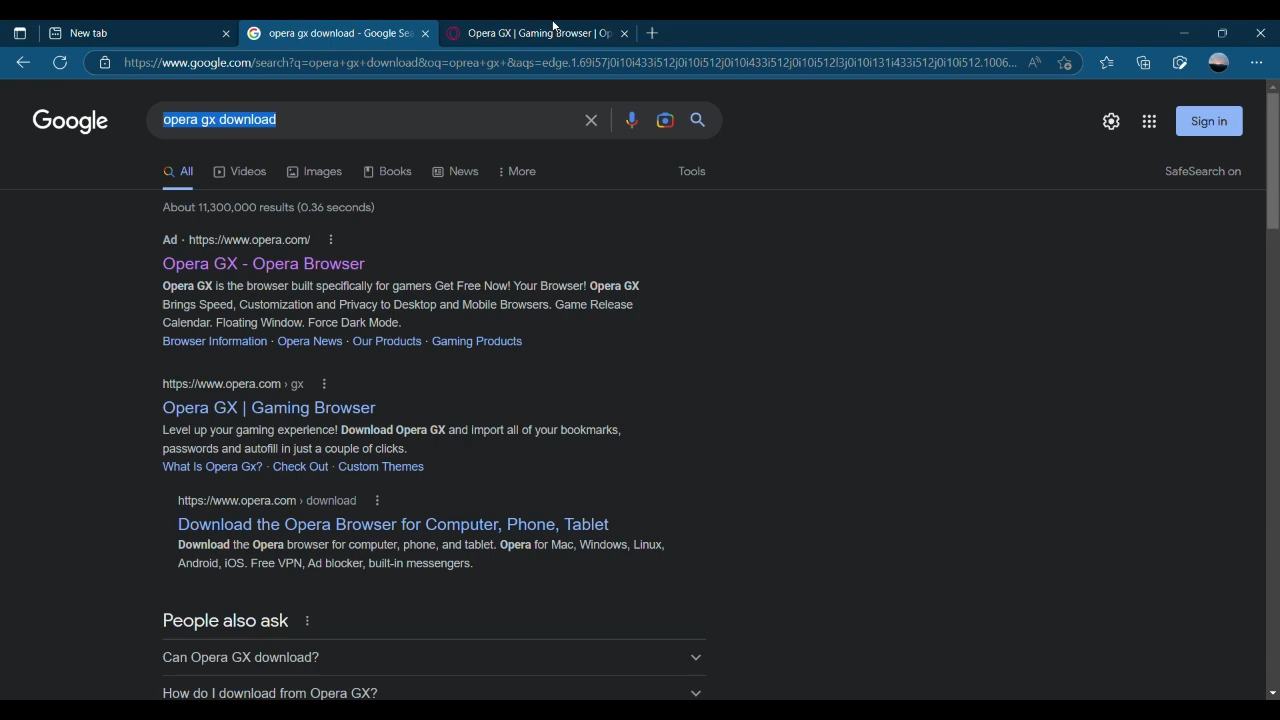 New tab
opera gx download - Google Sea
Opera GX | Gaming Browser | Op
https://www.google.com/search?q=opera+gx+download&oq=oprea+gx+&aqs=edge.1.69i57j0i10i433i512j0i10i512j0i10i433i512j0i10i512l3j0i10i131i433i512j0i10i512.1006...
Google
opera gx download
Sign in
All Videos Images Books News More Tools SafeSearch on
About 11,300,000 results (0.36 seconds)
Ad · https://www.opera.com/
Opera GX - Opera Browser
Opera GX is the browser built specifically for gamers Get Free Now! Your Browser! Opera GX
Brings Speed, Customization and Privacy to Desktop and Mobile Browsers. Game Release
Calendar. Floating Window. Force Dark Mode.
Browser Information · Opera News · Our Products · Gaming Products
https://www.opera.com › gx
Opera GX | Gaming Browser
Level up your gaming experience! Download Opera GX and import all of your bookmarks,
passwords and autofill in just a couple of clicks.
What Is Opera Gx? · Check Out · Custom Themes
https://www.opera.com › download
Download the Opera Browser for Computer, Phone, Tablet
Download the Opera browser for computer, phone, and tablet. Opera for Mac, Windows, Linux,
Android, iOS. Free VPN, Ad blocker, built-in messengers.
People also ask
Can Opera GX download?
How do I download from Opera GX?